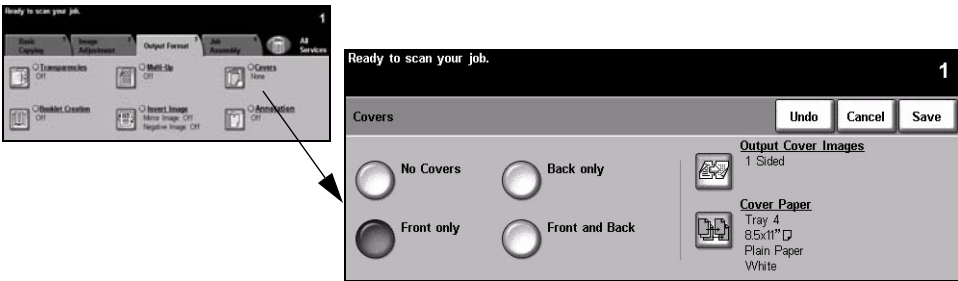 Ready to scan your job.
1
Basic Copying
Image Adjustment
Output Format
Job Assembly
All Services
Transparencies
Off
Multi-Up
Off
Covers
None
Booklet Creation
Off
Invert Image
Mirror Image: Off
Negative Image: Off
Annotation
Off
Ready to scan your job.
1
Covers
Undo
Cancel
Save
No Covers
Back only
Front only
Front and Back
Output Cover Images
1 Sided
Cover Paper
Tray 4
8.5x11"
Plain Paper
White